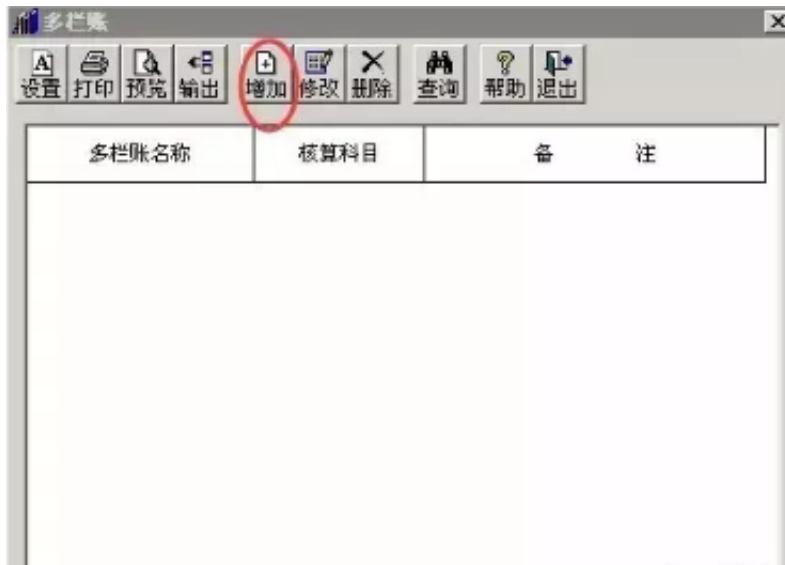 多栏账
设置 打印 预览 输出 增加 修改 删除 查询 帮助 退出
多栏账名称 核算科目 备 注